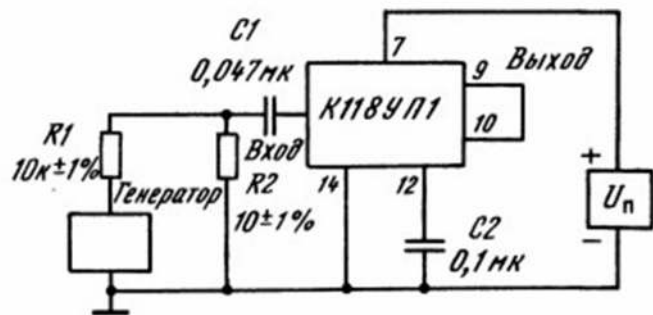 C1
0,047мк
7
9
Выход
К118УП1
10
R1
10к±1%
Вход
Генератор
R2
10±1%
14
12
C2
0,1мк
+
Uп
−